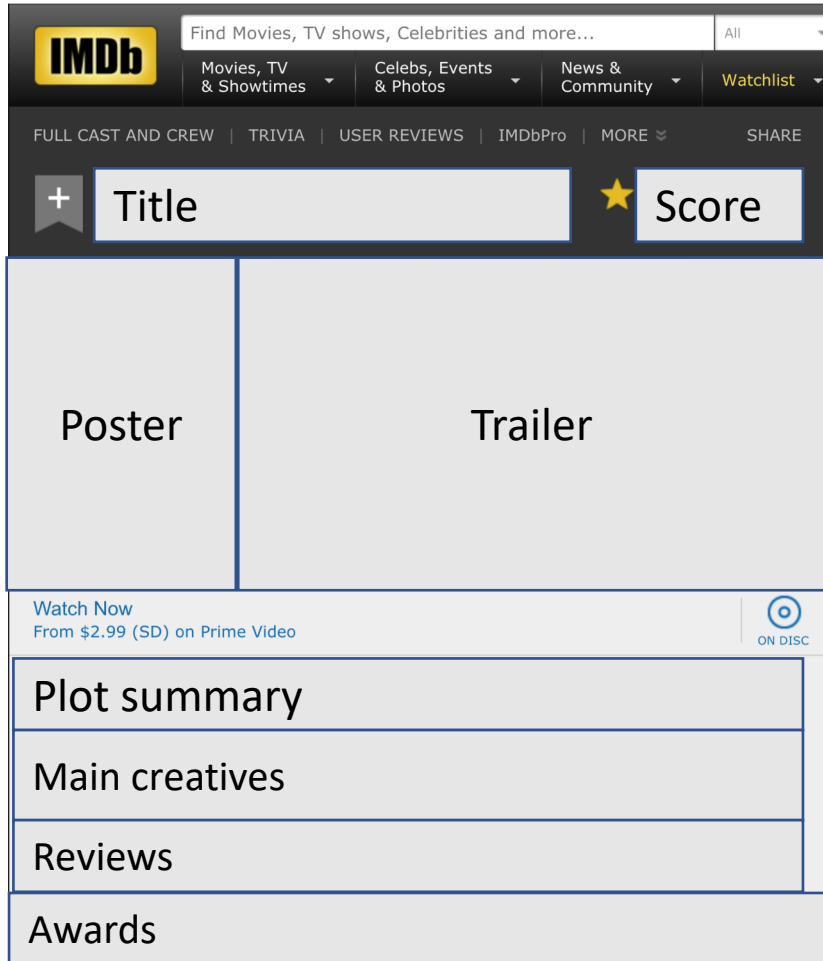 IMDb
Find Movies, TV shows, Celebrities and more...
All
Movies, TV
& Showtimes
Celebs, Events
& Photos
News &
Community
Watchlist
FULL CAST AND CREW | TRIVIA | USER REVIEWS | IMDbPro | MORE
SHARE
+
Title
Score
Poster
Trailer
Watch Now
From $2.99 (SD) on Prime Video
ON DISC
Plot summary
Main creatives
Reviews
Awards